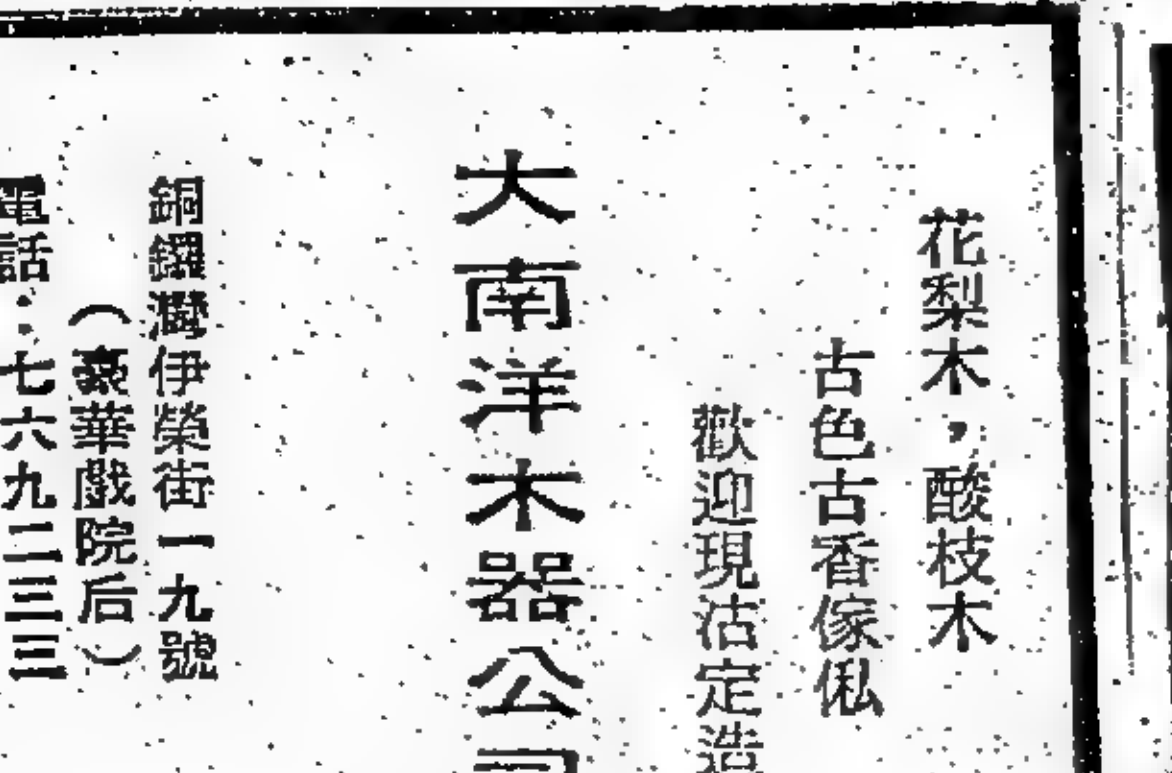 花梨木，酸枝木
古色古香傢俬
歡迎現沽定造
大南洋木器公司
銅鑼灣伊榮街一九號
（豪華戲院后）
電話：七六九二三三